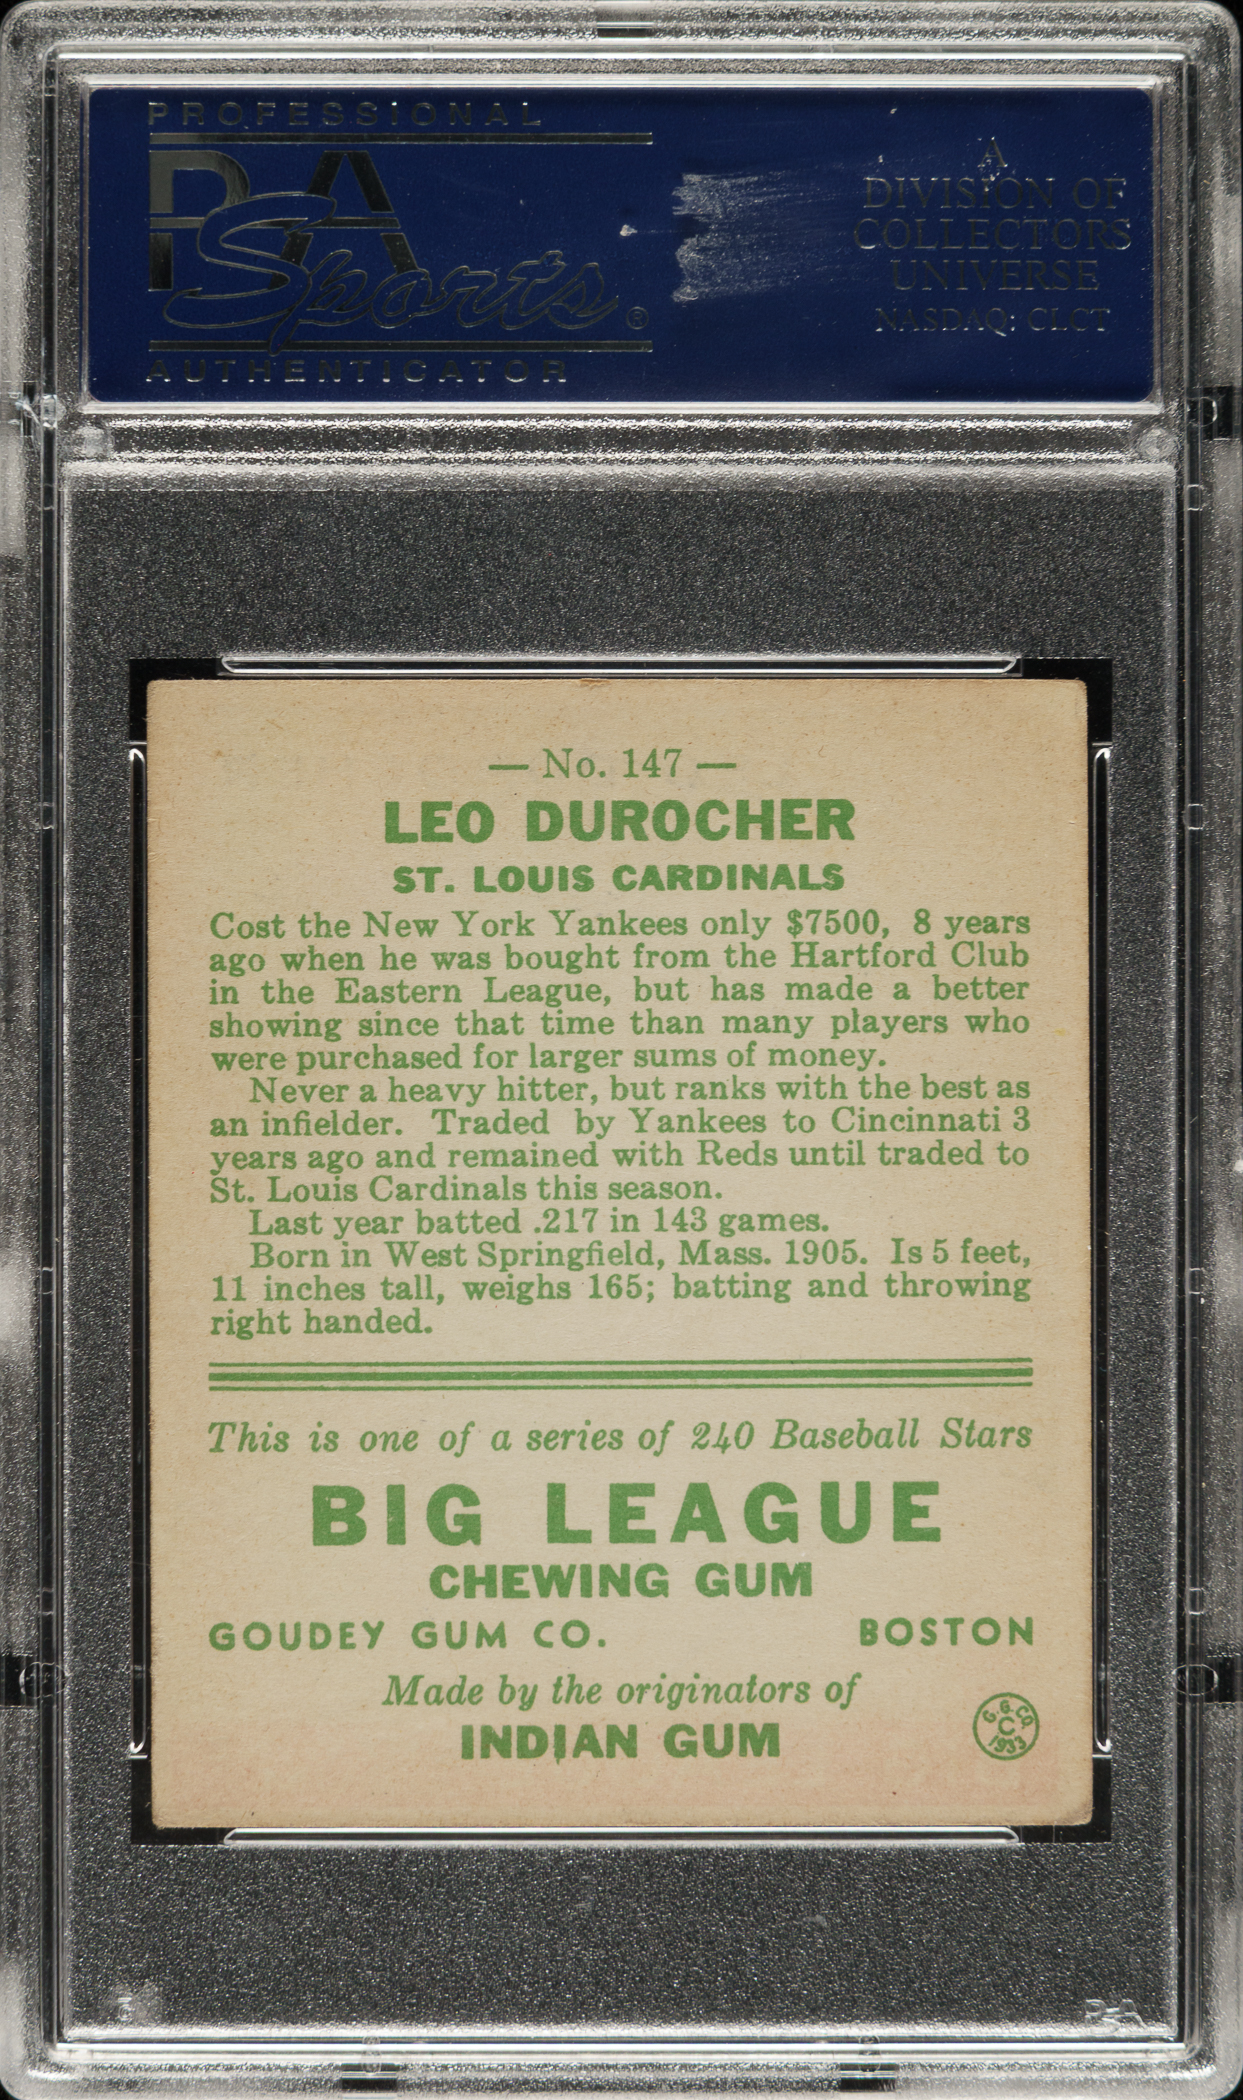 PROFESSIONAL
PSA
Sports ®
AUTHENTICATOR
A
DIVISION OF
COLLECTORS
UNIVERSE
NASDAQ: CLCT
— No. 147 —
LEO DUROCHER
ST. LOUIS CARDINALS
Cost the New York Yankees only $7500, 8 years
ago when he was bought from the Hartford Club
in the Eastern League, but has made a better
showing since that time than many players who
were purchased for larger sums of money.
Never a heavy hitter, but ranks with the best as
an infielder. Traded by Yankees to Cincinnati 3
years ago and remained with Reds until traded to
St. Louis Cardinals this season.
Last year batted .217 in 143 games.
Born in West Springfield, Mass. 1905. Is 5 feet,
11 inches tall, weighs 165; batting and throwing
right handed.
This is one of a series of 240 Baseball Stars
BIG LEAGUE
CHEWING GUM
GOUDEY GUM CO. BOSTON
Made by the originators of
INDIAN GUM
G. G. CO.
C
1933
PSA